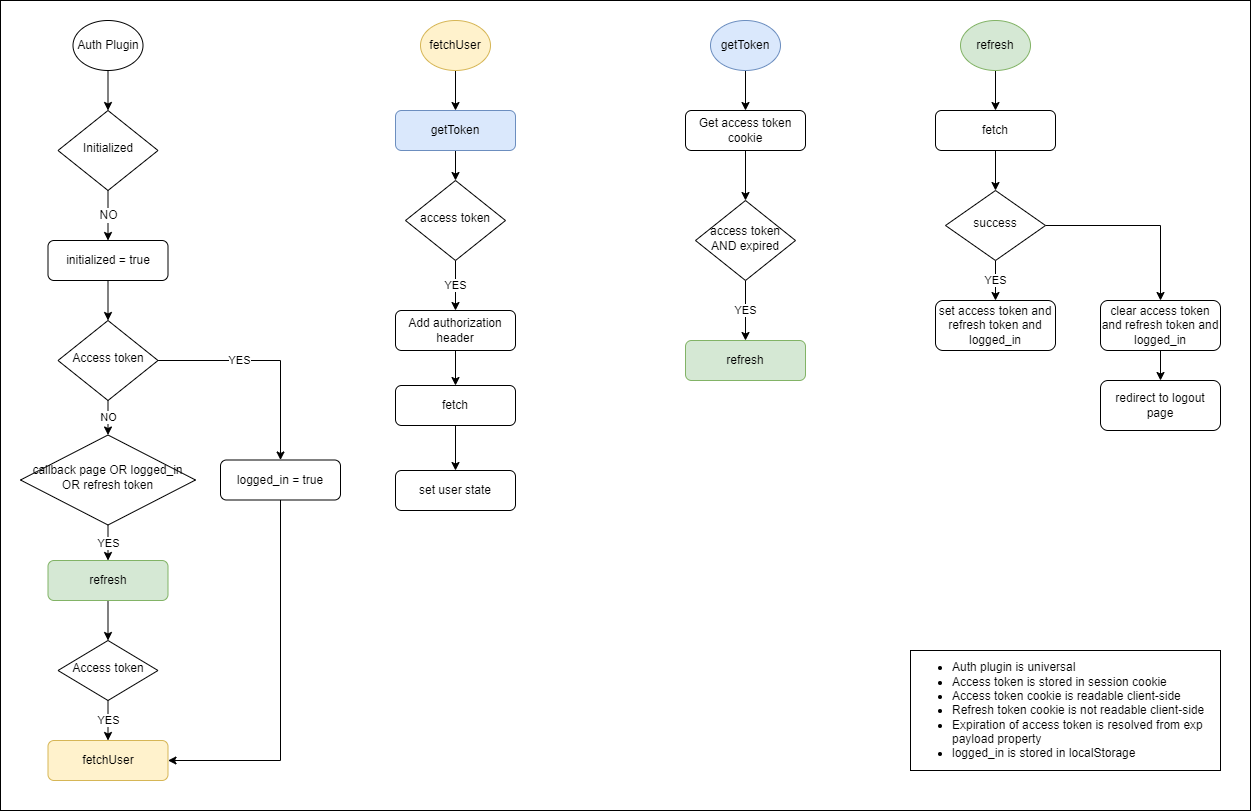 Auth Plugin
Initialized
NO
initialized = true
Access token
YES
NO
callback page OR logged_in
OR refresh token
logged_in = true
YES
refresh
Access token
YES
fetchUser
fetchUser
getToken
access token
YES
Add authorization
header
fetch
set user state
getToken
Get access token
cookie
access token
AND expired
YES
refresh
refresh
fetch
success
YES
set access token and
refresh token and
logged_in
clear access token
and refresh token and
logged_in
redirect to logout
page
• Auth plugin is universal
• Access token is stored in session cookie
• Access token cookie is readable client-side
• Refresh token cookie is not readable client-side
• Expiration of access token is resolved from exp
payload property
• logged_in is stored in localStorage